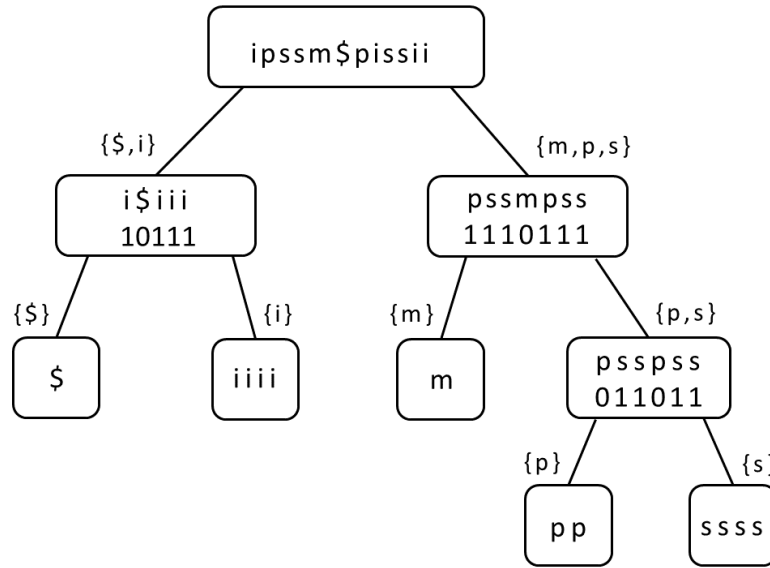 ipssm$pissii
{$,i}
{m,p,s}
i$iii
10111
pssmpss
1110111
{$}
{i}
{m}
{p,s}
$
iiii
m
psspss
011011
{p}
{s}
pp
ssss